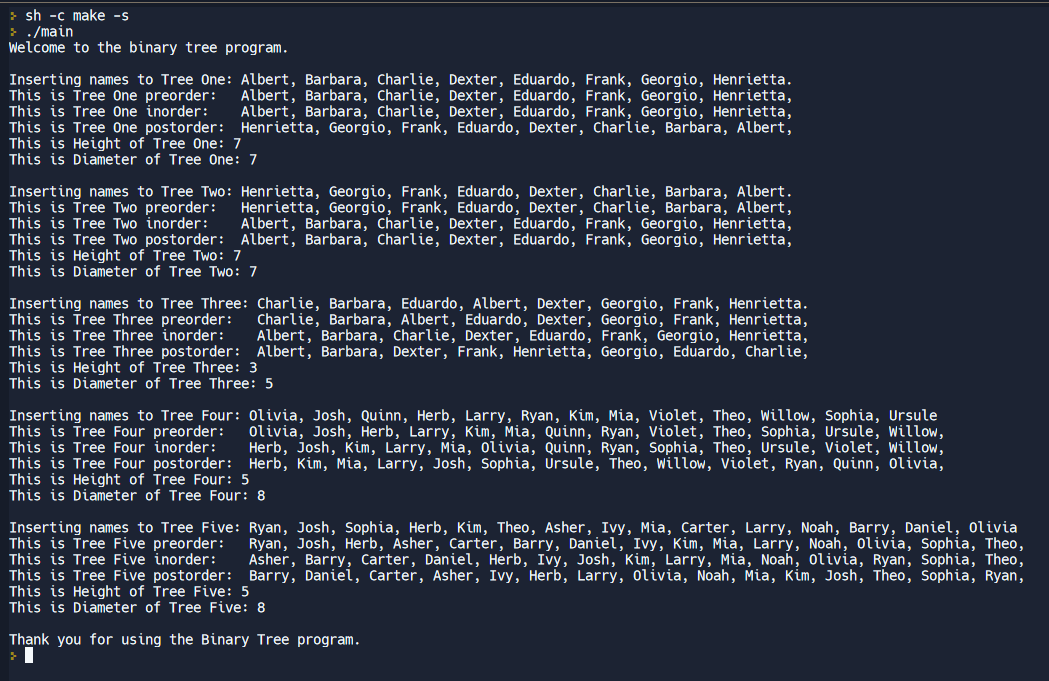 sh -c make -s
./main
Welcome to the binary tree program.
Inserting names to Tree One: Albert, Barbara, Charlie, Dexter, Eduardo, Frank, Georgio, Henrietta.
This is Tree One preorder:   Albert, Barbara, Charlie, Dexter, Eduardo, Frank, Georgio, Henrietta,
This is Tree One inorder:    Albert, Barbara, Charlie, Dexter, Eduardo, Frank, Georgio, Henrietta,
This is Tree One postorder:  Henrietta, Georgio, Frank, Eduardo, Dexter, Charlie, Barbara, Albert,
This is Height of Tree One: 7
This is Diameter of Tree One: 7
Inserting names to Tree Two: Henrietta, Georgio, Frank, Eduardo, Dexter, Charlie, Barbara, Albert.
This is Tree Two preorder:   Henrietta, Georgio, Frank, Eduardo, Dexter, Charlie, Barbara, Albert,
This is Tree Two inorder:    Albert, Barbara, Charlie, Dexter, Eduardo, Frank, Georgio, Henrietta,
This is Tree Two postorder:  Albert, Barbara, Charlie, Dexter, Eduardo, Frank, Georgio, Henrietta,
This is Height of Tree Two: 7
This is Diameter of Tree Two: 7
Inserting names to Tree Three: Charlie, Barbara, Eduardo, Albert, Dexter, Georgio, Frank, Henrietta.
This is Tree Three preorder:   Charlie, Barbara, Albert, Eduardo, Dexter, Georgio, Frank, Henrietta,
This is Tree Three inorder:    Albert, Barbara, Charlie, Dexter, Eduardo, Frank, Georgio, Henrietta,
This is Tree Three postorder:  Albert, Barbara, Dexter, Frank, Henrietta, Georgio, Eduardo, Charlie,
This is Height of Tree Three: 3
This is Diameter of Tree Three: 5
Inserting names to Tree Four: Olivia, Josh, Quinn, Herb, Larry, Ryan, Kim, Mia, Violet, Theo, Willow, Sophia, Ursule
This is Tree Four preorder:   Olivia, Josh, Herb, Larry, Kim, Mia, Quinn, Ryan, Violet, Theo, Sophia, Ursule, Willow,
This is Tree Four inorder:    Herb, Josh, Kim, Larry, Mia, Olivia, Quinn, Ryan, Sophia, Theo, Ursule, Violet, Willow,
This is Tree Four postorder:  Herb, Kim, Mia, Larry, Josh, Sophia, Ursule, Theo, Willow, Violet, Ryan, Quinn, Olivia,
This is Height of Tree Four: 5
This is Diameter of Tree Four: 8
Inserting names to Tree Five: Ryan, Josh, Sophia, Herb, Kim, Theo, Asher, Ivy, Mia, Carter, Larry, Noah, Barry, Daniel, Olivia
This is Tree Five preorder:   Ryan, Josh, Herb, Asher, Carter, Barry, Daniel, Ivy, Kim, Mia, Larry, Noah, Olivia, Sophia, Theo,
This is Tree Five inorder:    Asher, Barry, Carter, Daniel, Herb, Ivy, Josh, Kim, Larry, Mia, Noah, Olivia, Ryan, Sophia, Theo,
This is Tree Five postorder:  Barry, Daniel, Carter, Asher, Ivy, Herb, Larry, Olivia, Noah, Mia, Kim, Josh, Theo, Sophia, Ryan,
This is Height of Tree Five: 5
This is Diameter of Tree Five: 8
Thank you for using the Binary Tree program.